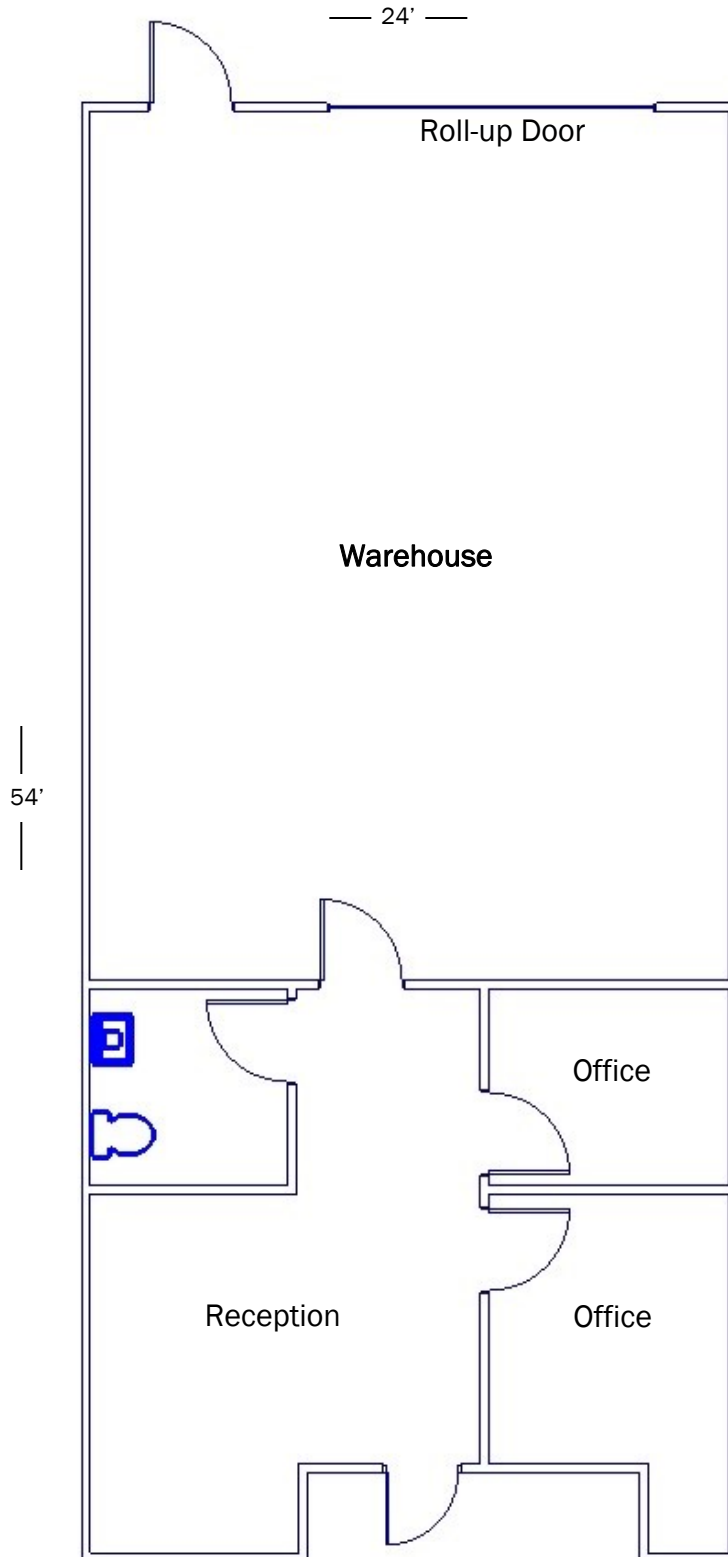 24’
Roll-up Door
Warehouse
54’
Office
Reception
Office